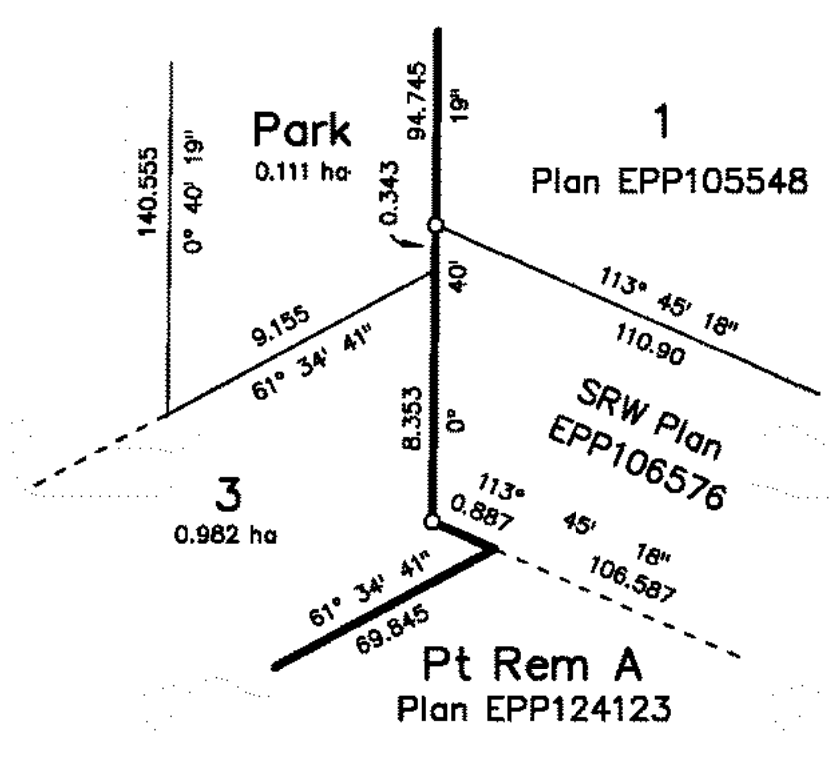 94.745
19"
1
Park
0.111 ha
Plan EPP105548
140.555
0° 40' 19"
0.343
40'
113° 45' 18"
110.90
9.155
61° 34' 41"
8.353
0°
SRW Plan
EPP106576
3
0.982 ha
113°
45'
18"
0.887
106.587
61° 34' 41"
69.845
Pt Rem A
Plan EPP124123